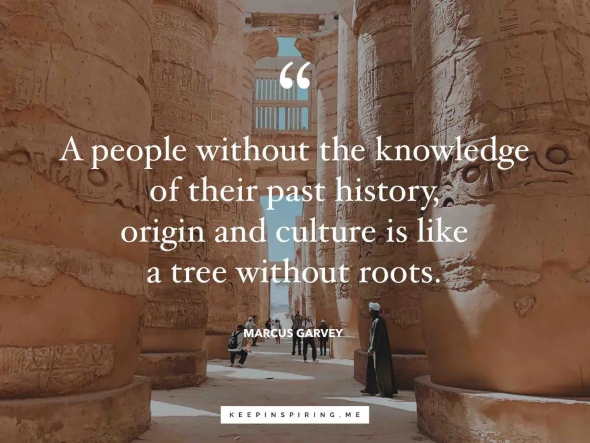 “
A people without the knowledge
of their past history,
origin and culture is like
a tree without roots.
MARCUS GARVEY
KEEPINSPIRING.ME